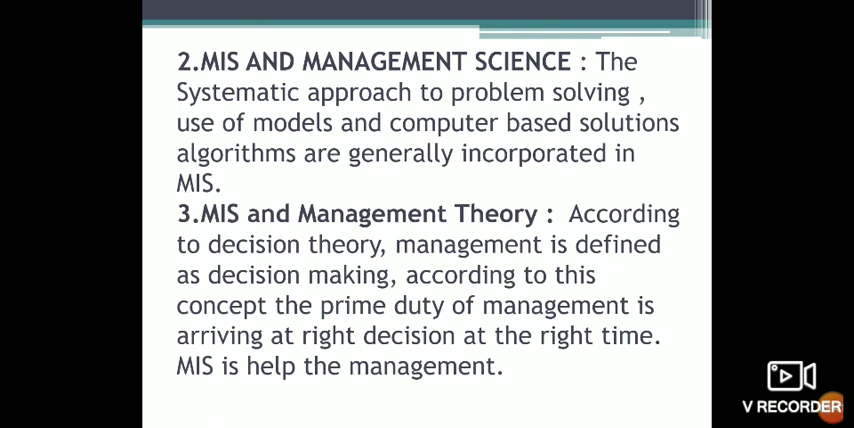 2.MIS AND MANAGEMENT SCIENCE : The
Systematic approach to problem solving ,
use of models and computer based solutions
algorithms are generally incorporated in
MIS.
3.MIS and Management Theory : According
to decision theory, management is defined
as decision making, according to this
concept the prime duty of management is
arriving at right decision at the right time.
MIS is help the management.
V RECORDER